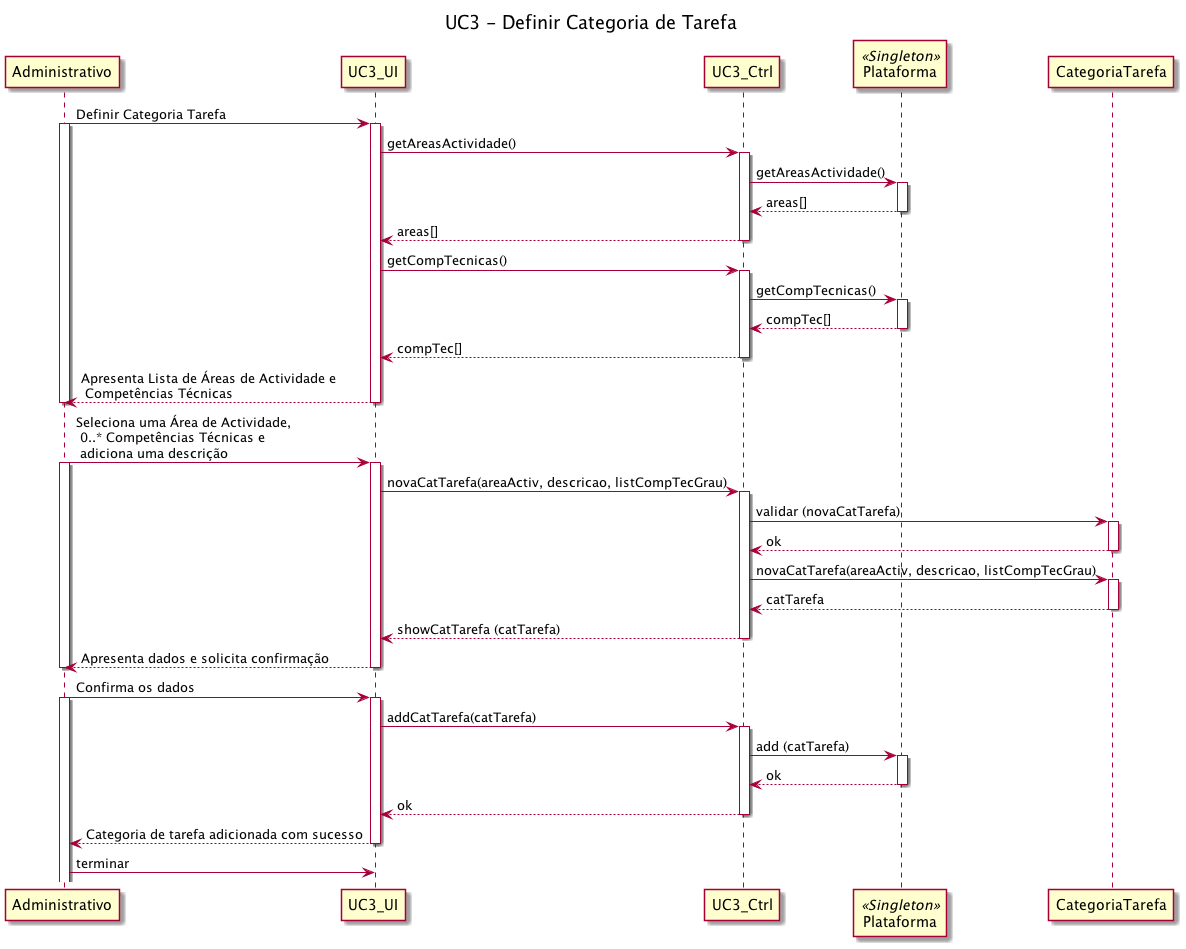 UC3 - Definir Categoria de Tarefa
«Singleton»
Administrativo UC3_UI UC3_Ctrl Plataforma CategoriaTarefa
Definir Categoria Tarefa
getAreasActividade()
getAreasActividade()
areas[]
areas[]
getCompTecnicas()
getCompTecnicas()
compTec[]
compTec[]
Apresenta Lista de Áreas de Actividade e
Competências Técnicas
Seleciona uma Área de Actividade,
0..* Competências Técnicas e
adiciona uma descrição
novaCatTarefa(areaActiv, descricao, listCompTecGrau)
validar (novaCatTarefa)
ok
novaCatTarefa(areaActiv, descricao, listCompTecGrau)
catTarefa
showCatTarefa (catTarefa)
Apresenta dados e solicita confirmação
Confirma os dados
addCatTarefa(catTarefa)
add (catTarefa)
ok
ok
Categoria de tarefa adicionada com sucesso
terminar
«Singleton»
Administrativo UC3_UI UC3_Ctrl Plataforma CategoriaTarefa